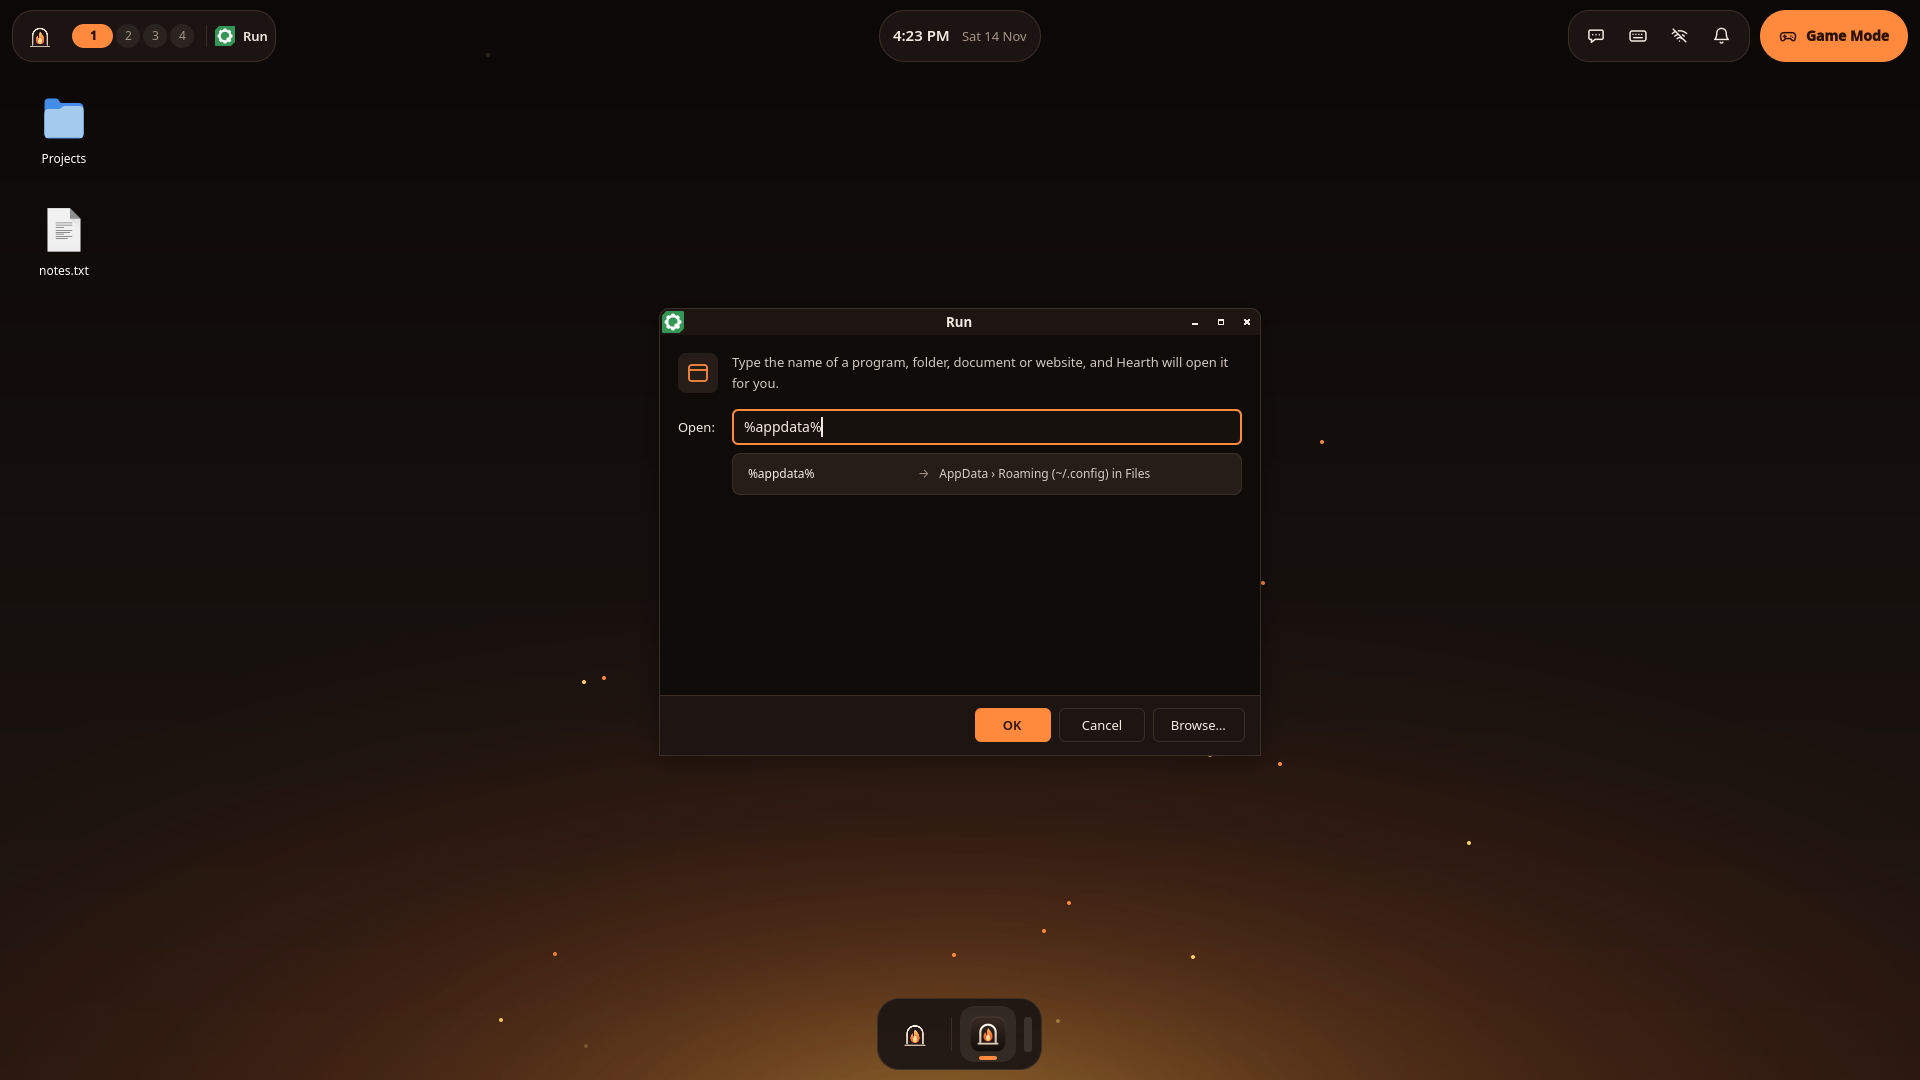 1 2 3 4 Run
4:23 PM Sat 14 Nov
Game Mode
Projects
notes.txt
Run
Type the name of a program, folder, document or website, and Hearth will open it
for you.
Open: %appdata%
%appdata% → AppData › Roaming (~/.config) in Files
OK Cancel Browse...